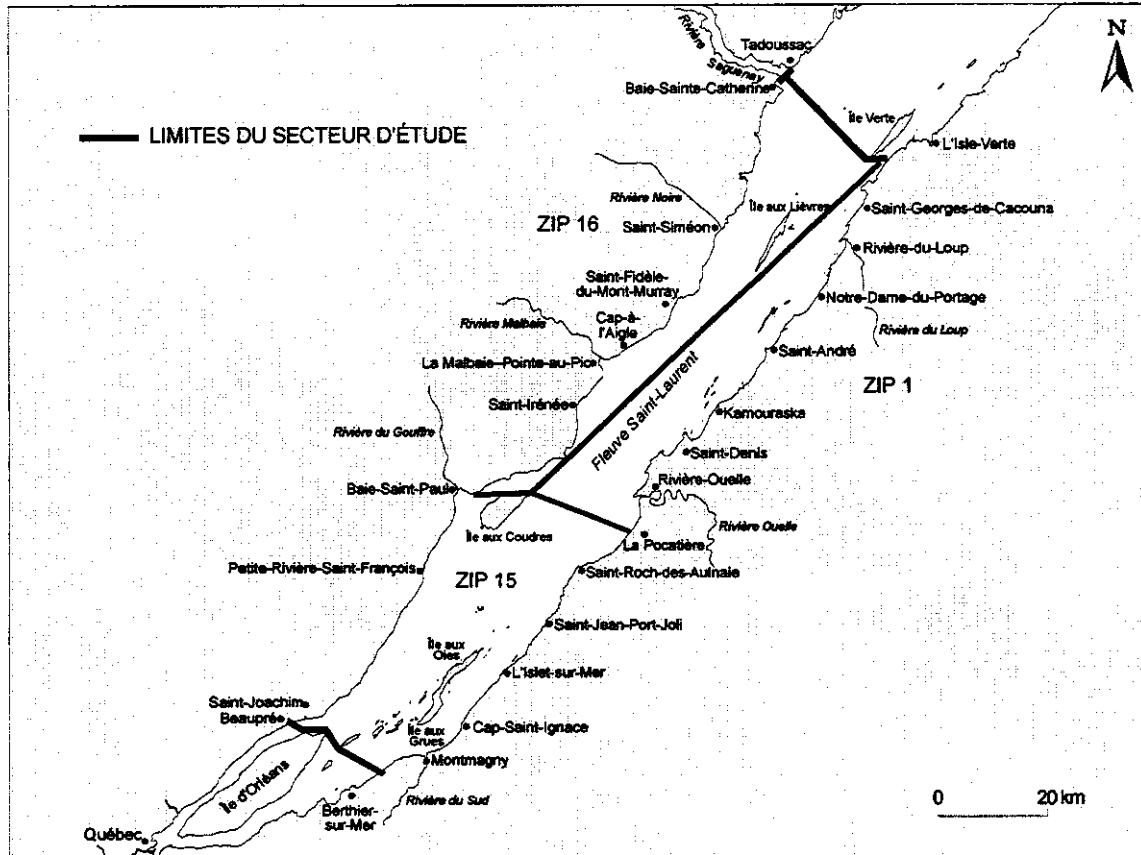 Tadoussac
N
Rivière Saguenay
Baie-Sainte-Catherine
Île Verte
LIMITES DU SECTEUR D'ÉTUDE
L'Isle-Verte
Rivière Noire
Île aux Lièvres
Saint-Georges-de-Cacouna
ZIP 16
Saint-Siméon
Rivière-du-Loup
Saint-Fidèle-
du-Mont-Murray
Notre-Dame-du-Portage
Rivière Malbaie
Cap-à-
l'Aigle
Rivière du Loup
Saint-André
La Malbaie-Pointe-au-Pic
ZIP 1
Fleuve Saint-Laurent
Saint-Irénée
Kamouraska
Rivière du Gouffre
Saint-Denis
Baie-Saint-Paul
Rivière-Ouelle
Rivière Ouelle
Île aux Coudres
La Pocatière
Petite-Rivière-Saint-François
ZIP 15
Saint-Roch-des-Aulnaie
Saint-Jean-Port-Joli
Île aux
Oies
L'Islet-sur-Mer
Saint-Joachim
Beaupré
Île aux
Grues
Cap-Saint-Ignace
Montmagny
Île d'Orléans
Berthier-
sur-Mer
Rivière du Sud
0 20 km
Québec